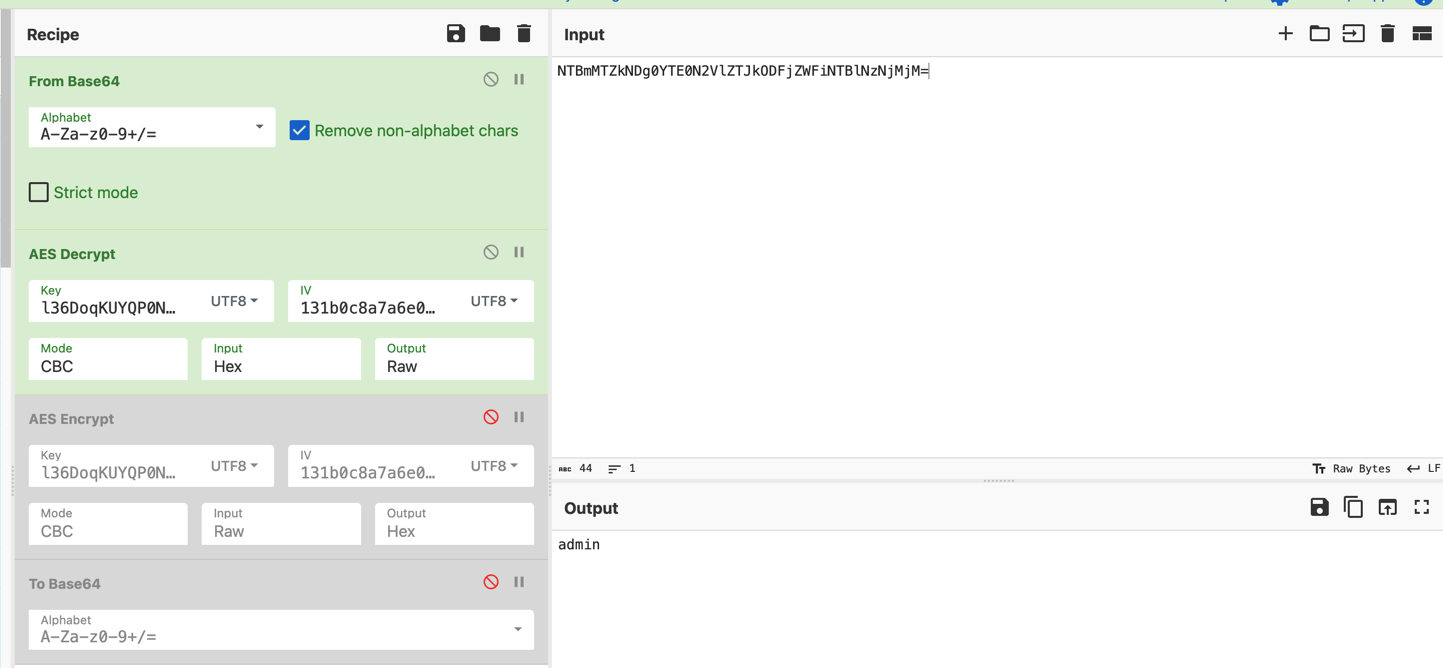 Recipe
From Base64
Alphabet
A-Za-z0-9+/=
Remove non-alphabet chars
Strict mode
AES Decrypt
Key
l36DoqKUYQP0N…
UTF8
IV
131b0c8a7a6e0…
UTF8
Mode
CBC
Input
Hex
Output
Raw
AES Encrypt
Key
l36DoqKUYQP0N…
UTF8
IV
131b0c8a7a6e0…
UTF8
Mode
CBC
Input
Raw
Output
Hex
To Base64
Alphabet
A-Za-z0-9+/=
Input
NTBmMTZkNDg0YTE0N2VlZTJkODFjZWFiNTBlNzNjMjM=
ABC 44
1
Tт Raw Bytes
LF
Output
admin